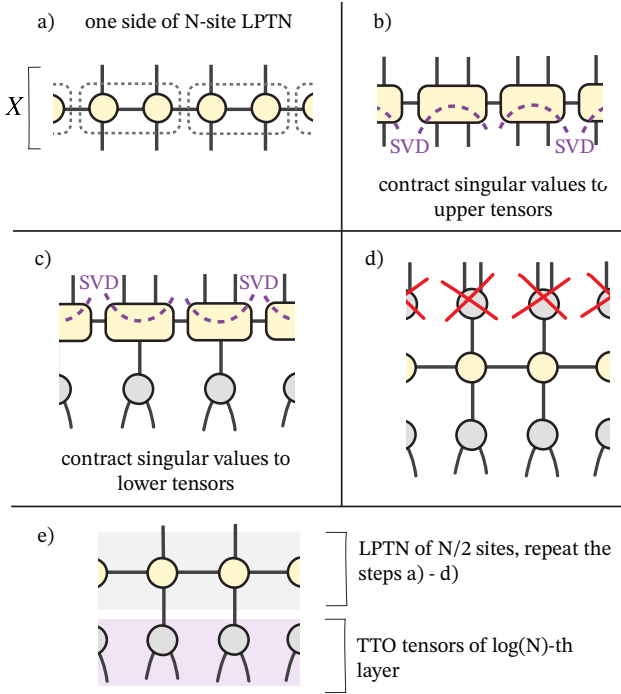 a)
one side of N-site LPTN
X
b)
SVD
SVD
contract singular values to
upper tensors
c)
SVD
SVD
contract singular values to
lower tensors
d)
e)
LPTN of N/2 sites, repeat the
steps a) - d)
TTO tensors of log(N)-th
layer